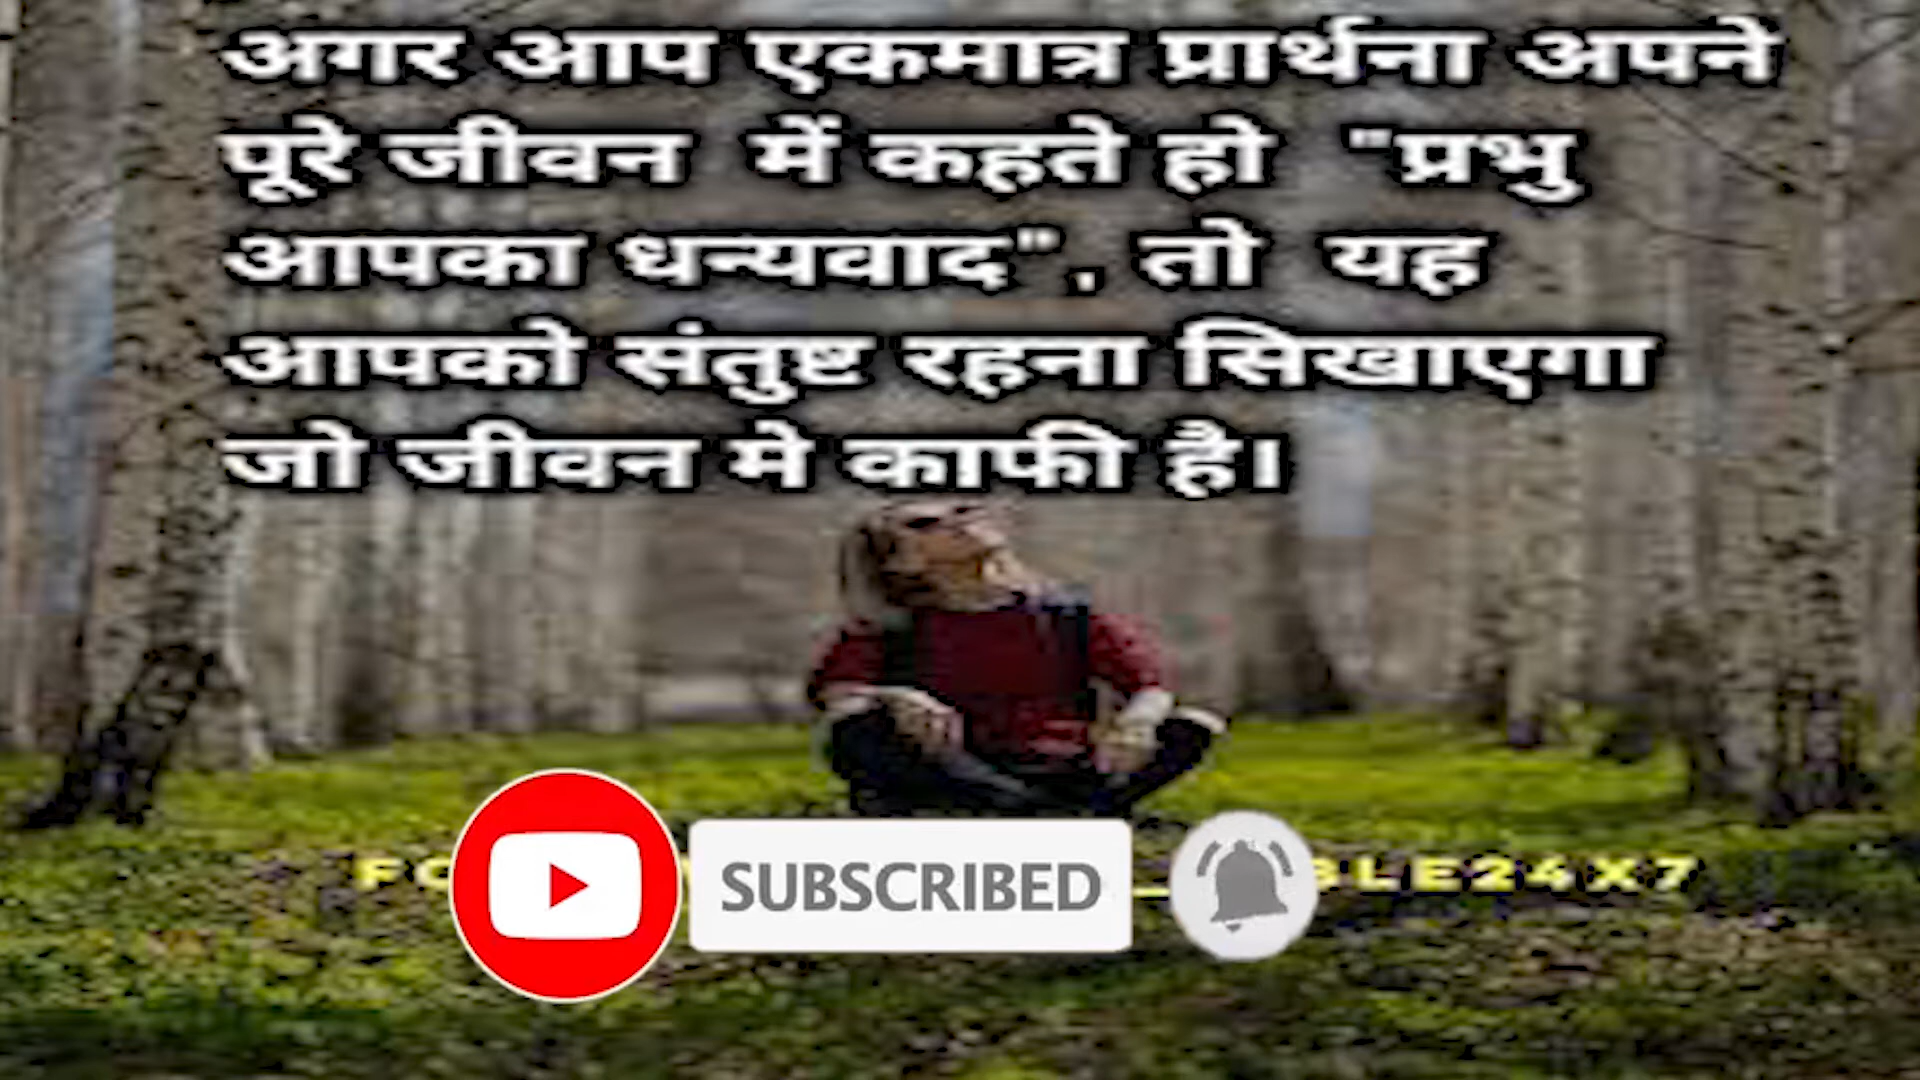 अगर आप एकमात्र प्रार्थना अपने
पूरे जीवन में कहते हो "प्रभु
आपका धन्यवाद", तो यह
आपको संतुष्ट रहना सिखाएगा
जो जीवन मे काफी है।
SUBSCRIBED